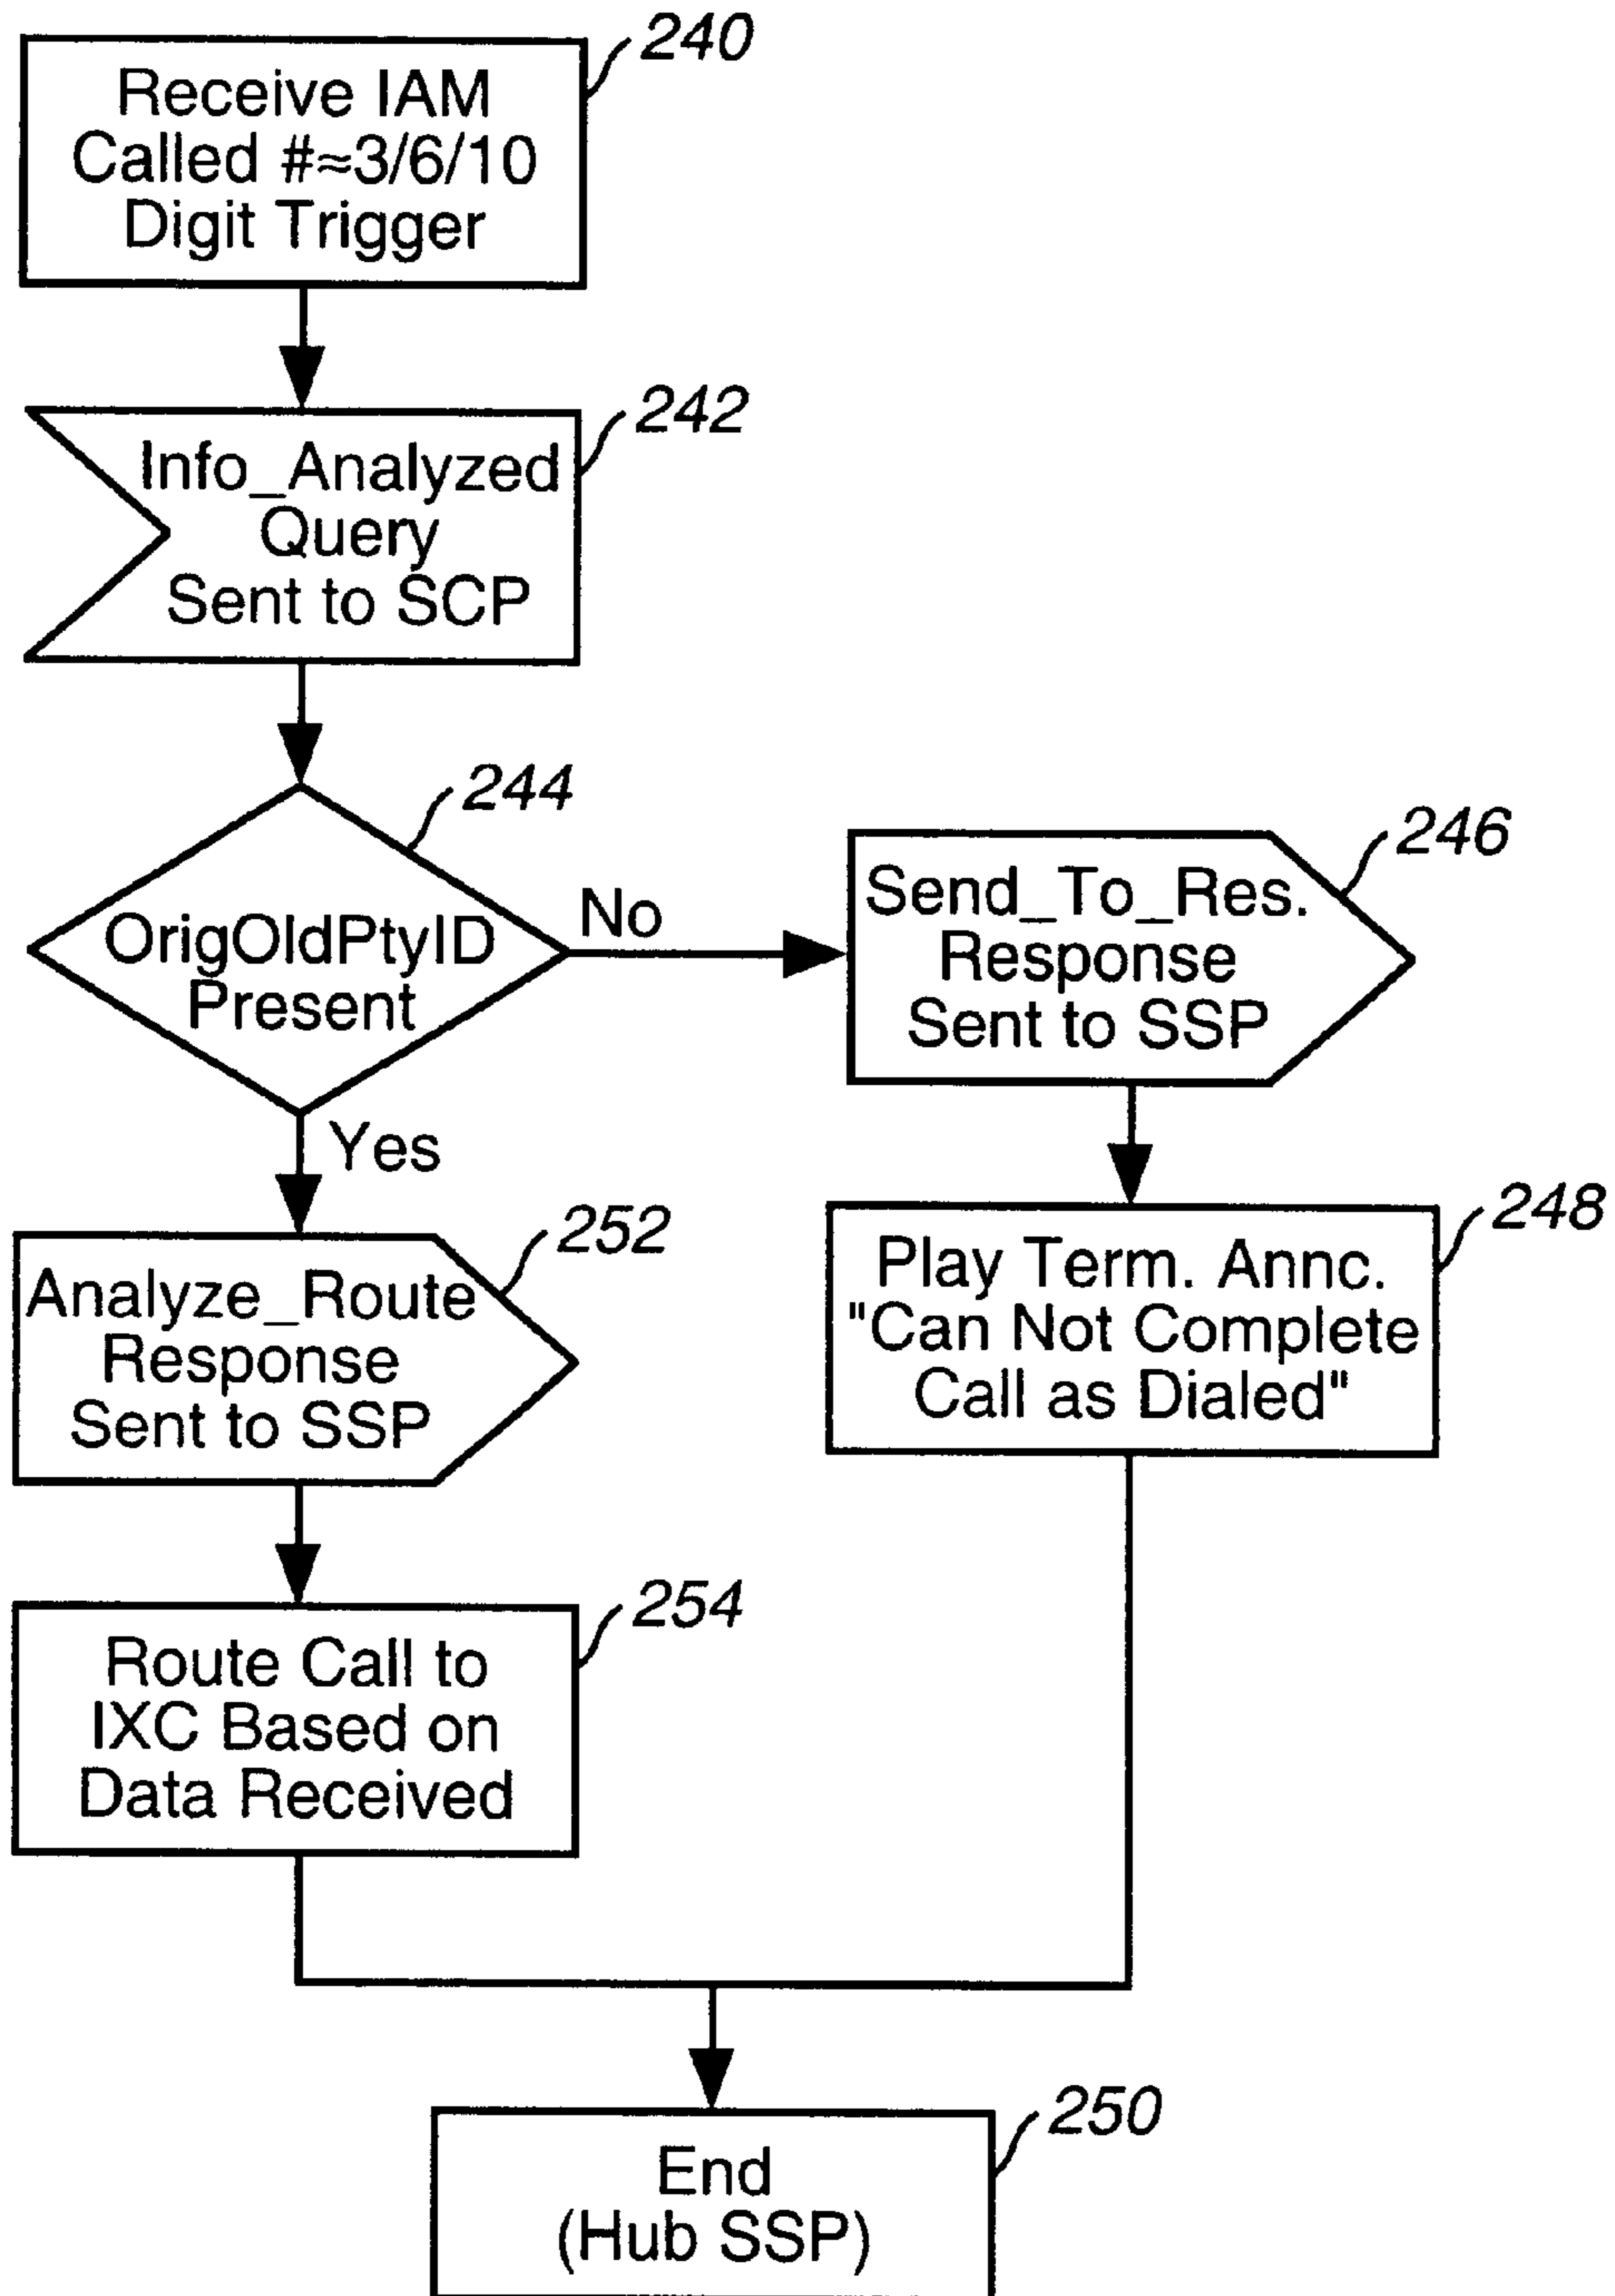 240
Receive IAM
Called #≈3/6/10
Digit Trigger
242
Info_Analyzed
Query
Sent to SCP
244
OrigOldPtyID
Present
No
246
Send_To_Res.
Response
Sent to SSP
Yes
248
Play Term. Annc.
"Can Not Complete
Call as Dialed"
252
Analyze_Route
Response
Sent to SSP
254
Route Call to
IXC Based on
Data Received
250
End
(Hub SSP)